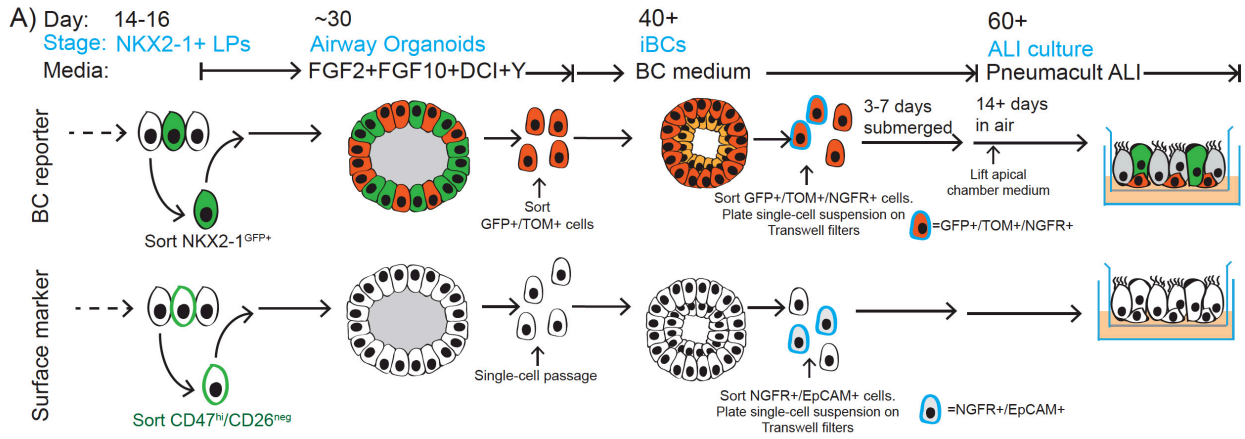 A)
Day: 14-16 ~30 40+ 60+
Stage: NKX2-1+ LPs Airway Organoids iBCs ALI culture
Media: FGF2+FGF10+DCI+Y BC medium Pneumacult ALI
BC reporter
3-7 days
submerged
14+ days
in air
Lift apical
chamber medium
Sort NKX2-1GFP+
Sort
GFP+/TOM+ cells
Sort GFP+/TOM+/NGFR+ cells.
Plate single-cell suspension on
Transwell filters
=GFP+/TOM+/NGFR+
Surface marker
Sort CD47hi/CD26neg
Single-cell passage
Sort NGFR+/EpCAM+ cells.
Plate single-cell suspension on
Transwell filters
=NGFR+/EpCAM+